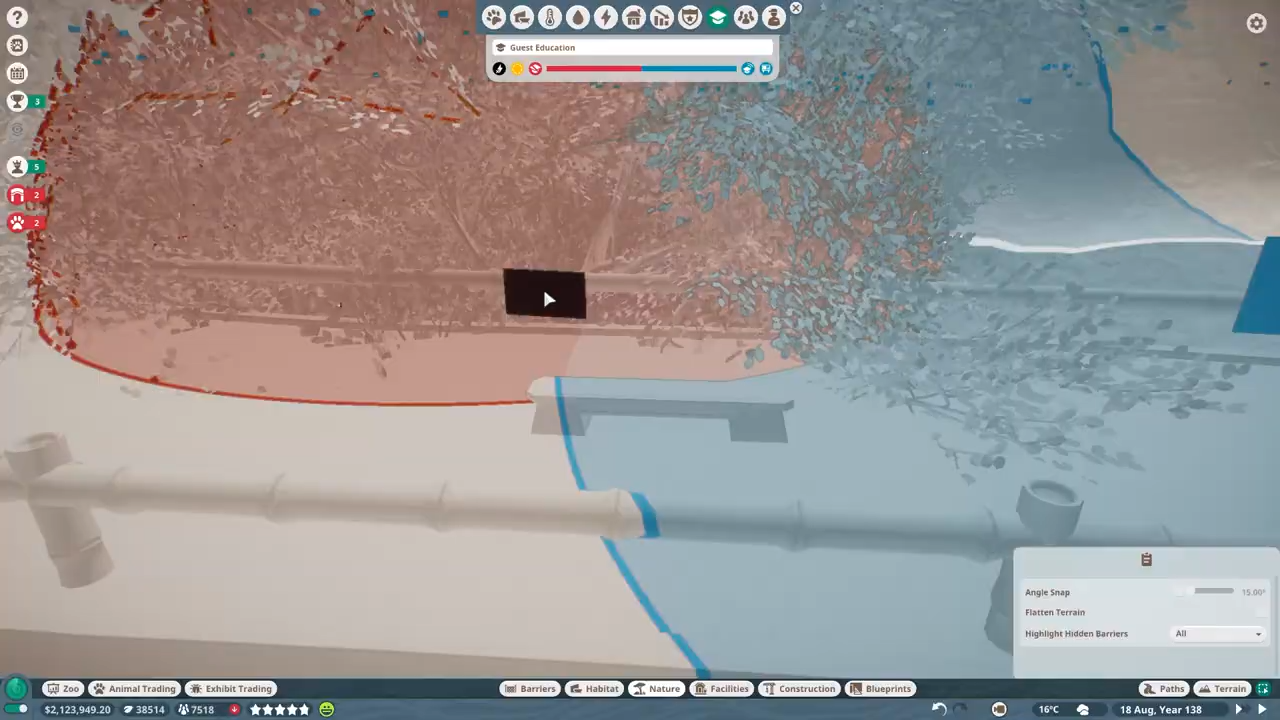 3
Guest Education
5
2
2
Angle Snap 15.00°
Flatten Terrain
Highlight Hidden Barriers All
Zoo Animal Trading Exhibit Trading Barriers Habitat Nature Facilities Construction Blueprints Paths Terrain
$2,123,949.20 38514 7518 16°C 18 Aug, Year 138